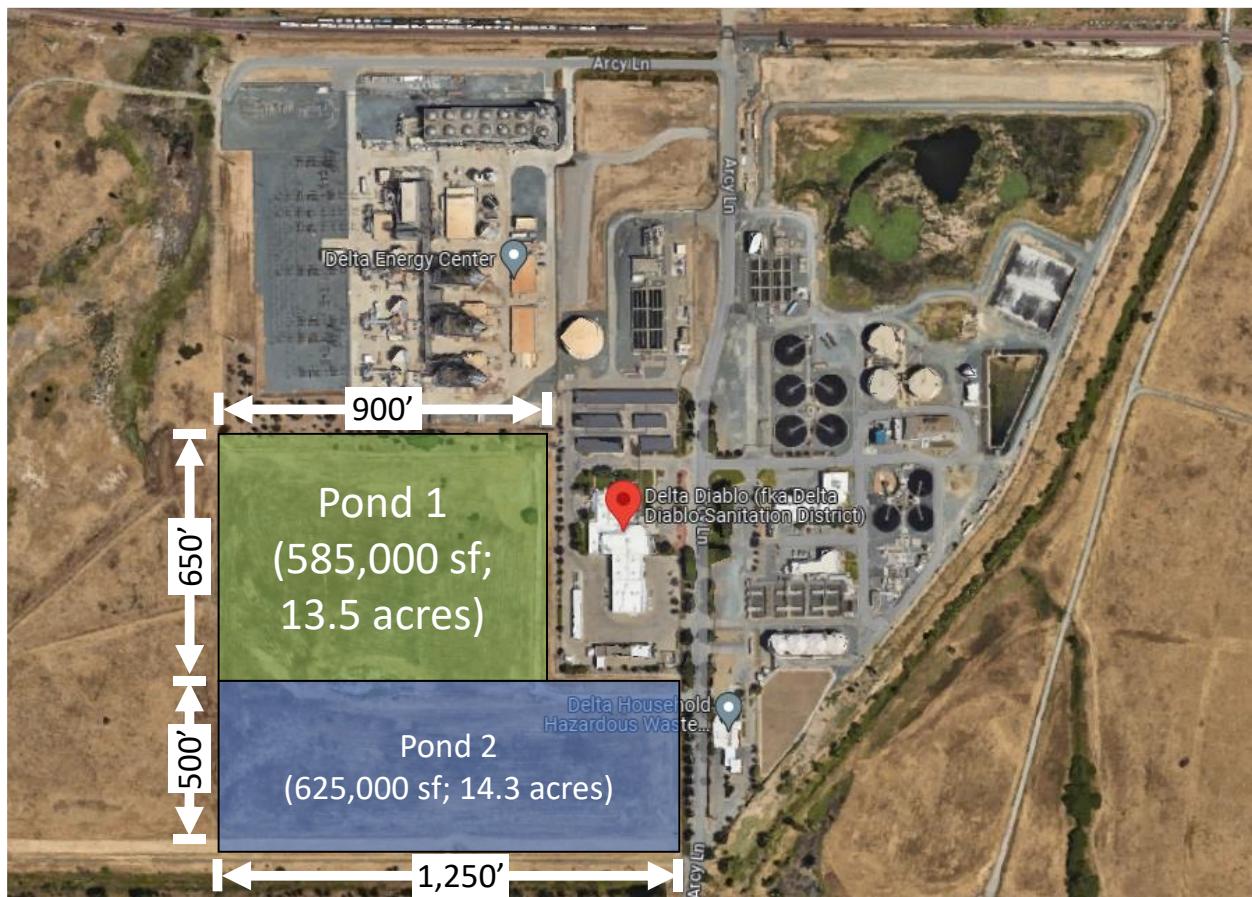 Arcy Ln
Arcy Ln
Delta Energy Center
900’
650’
Pond 1
(585,000 sf;
13.5 acres)
Delta Diablo (fka Delta
Diablo Sanitation District)
Ln
500’
Pond 2
(625,000 sf; 14.3 acres)
Delta Household
Hazardous Waste...
1,250’
Arcy Ln